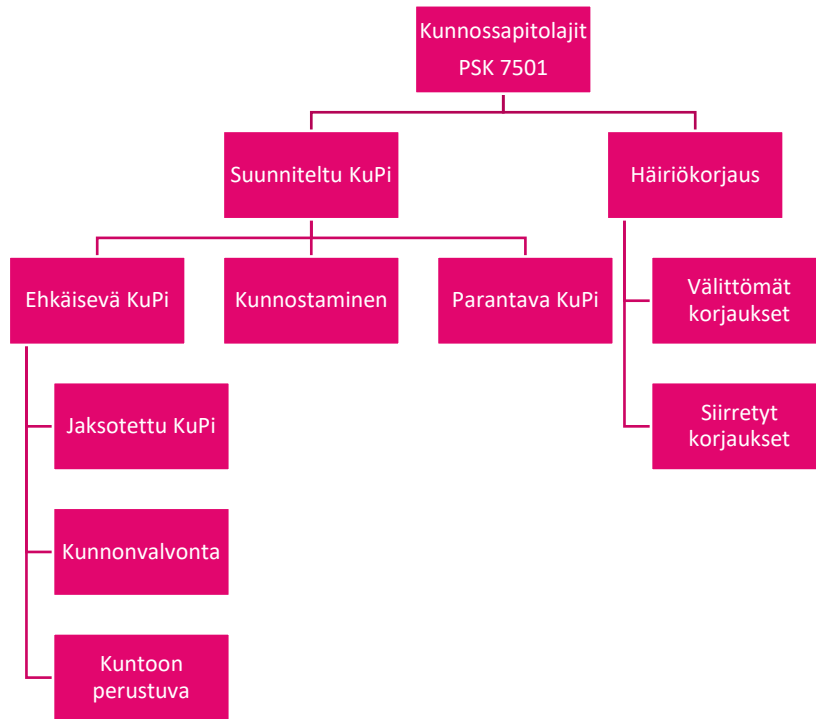 Kunnossapitolajit
PSK 7501
Suunniteltu KuPi
Häiriökorjaus
Ehkäisevä KuPi
Kunnostaminen
Parantava KuPi
Välittömät
korjaukset
Jaksotettu KuPi
Siirretyt
korjaukset
Kunnonvalvonta
Kuntoon
perustuva